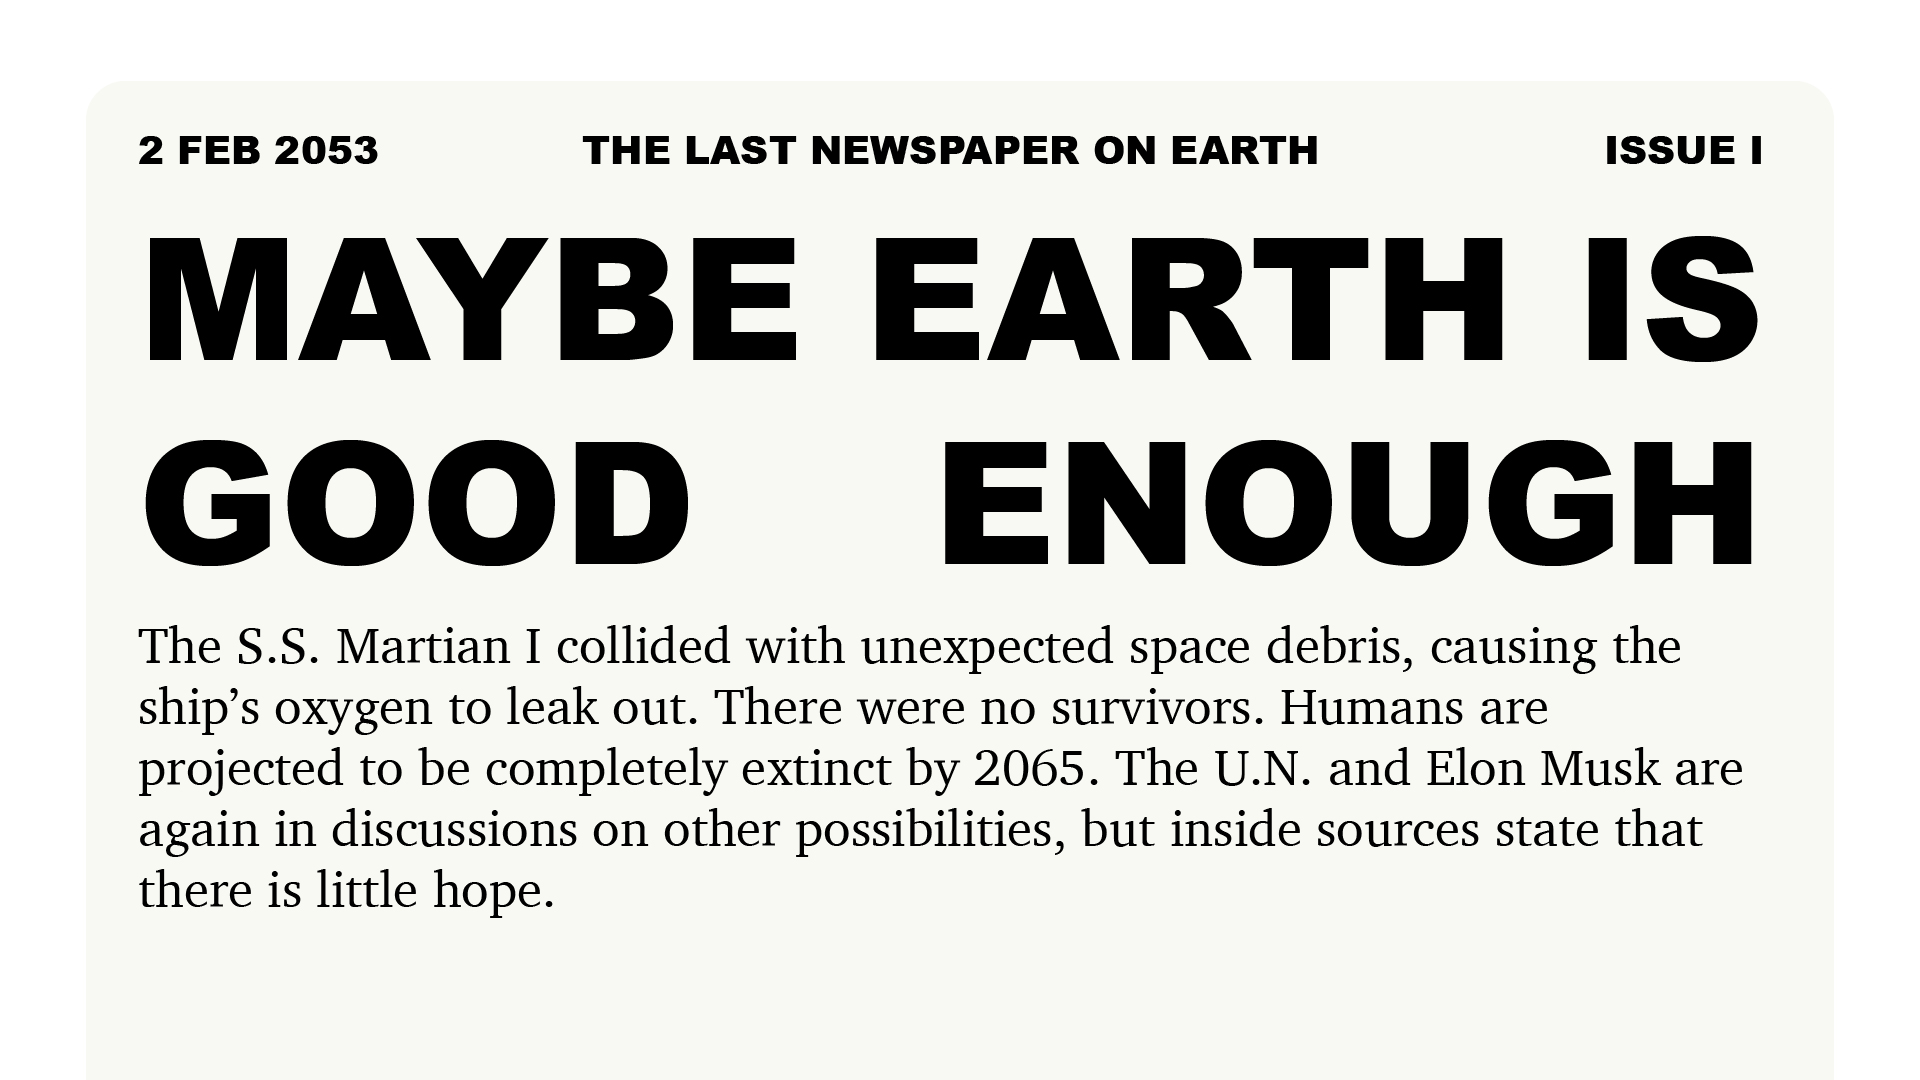 2 FEB 2053 THE LAST NEWSPAPER ON EARTH ISSUE I
MAYBE EARTH IS
GOOD ENOUGH
The S.S. Martian I collided with unexpected space debris, causing the
ship’s oxygen to leak out. There were no survivors. Humans are
projected to be completely extinct by 2065. The U.N. and Elon Musk are
again in discussions on other possibilities, but inside sources state that
there is little hope.